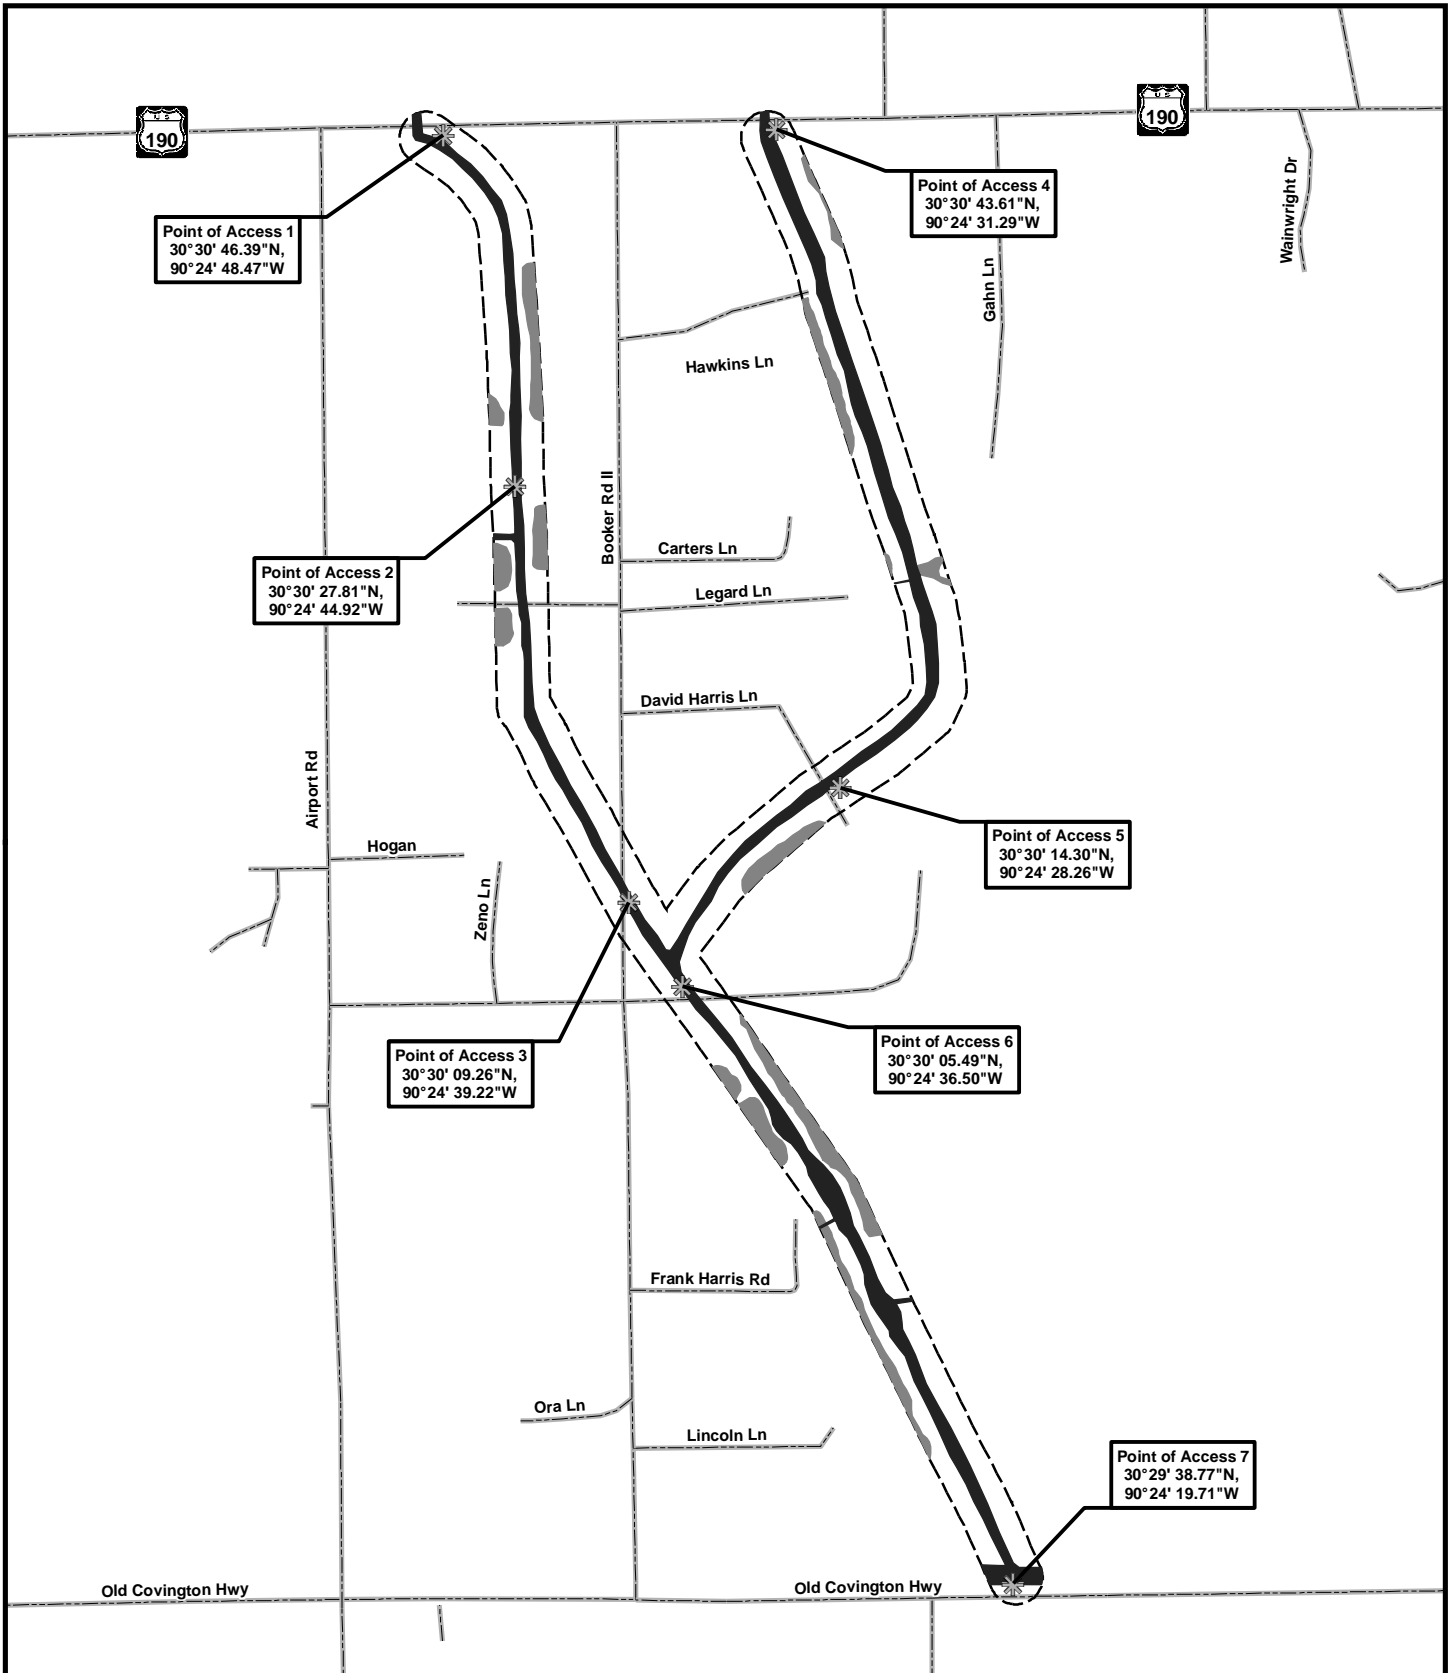 U S
190
U S
190
Wainwright Dr
Point of Access 4
30°30' 43.61"N,
90°24' 31.29"W
Point of Access 1
30°30' 46.39"N,
90°24' 48.47"W
Gahn Ln
Hawkins Ln
Booker Rd II
Carters Ln
Point of Access 2
30°30' 27.81"N,
90°24' 44.92"W
Legard Ln
David Harris Ln
Airport Rd
Point of Access 5
30°30' 14.30"N,
90°24' 28.26"W
Hogan
Zeno Ln
Point of Access 3
30°30' 09.26"N,
90°24' 39.22"W
Point of Access 6
30°30' 05.49"N,
90°24' 36.50"W
Frank Harris Rd
Ora Ln
Lincoln Ln
Point of Access 7
30°29' 38.77"N,
90°24' 19.71"W
Old Covington Hwy
Old Covington Hwy